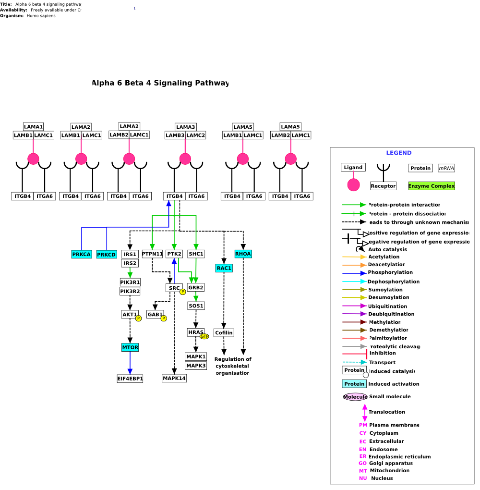 Title: Alpha 6 beta 4 signaling pathwa
Availability: Freely available under D
Organism: Homo sapiens
Alpha 6 Beta 4 Signaling Pathway
LAMA1 LAMA2 LAMA3 LAMA3 LAMA5 LAMA5
LAMB1 LAMC1 LAMB1 LAMC1 LAMB2 LAMC1 LAMB3 LAMC2 LAMB1 LAMC1 LAMB2 LAMC1
ITGB4 ITGA6 ITGB4 ITGA6 ITGB4 ITGA6 ITGB4 ITGA6 ITGB4 ITGA6 ITGB4 ITGA6
PRKCA PRKCD IRS1 PTPN11 PTK2 SHC1 RHOA
IRS2
RAC1
PIK3R1
PIK3R2
SRC
GRB2
SOS1
AKT1
GAB1
HRAS
Cofilin
MTOR
MAPK1
MAPK3
Regulation of
cytoskeletal
organisation
EIF4EBP1
MAPK14
LEGEND
Ligand
Receptor
Protein
mRNA
Enzyme Complex
Protein-protein interaction
Protein - protein dissociation
leads to through unknown mechanism
positive regulation of gene expression
egative regulation of gene expressio
Auto catalysis
Acetylation
Deacetylation
Phosphorylation
Dephosphorylation
Sumoylation
Desumoylation
Ubiquitination
Deubiquitination
Methylation
Demethylation
Palmitoylation
roteolytic cleavag
Inhibition
Transport
Protein Induced catalysis
Protein Induced activation
Molecule Small molecule
Translocation
PM Plasma membrane
CY Cytoplasm
EC Extracellular
EN Endosome
ER Endoplasmic reticulum
GO Golgi apparatus
MT Mitochondrion
NU Nucleus